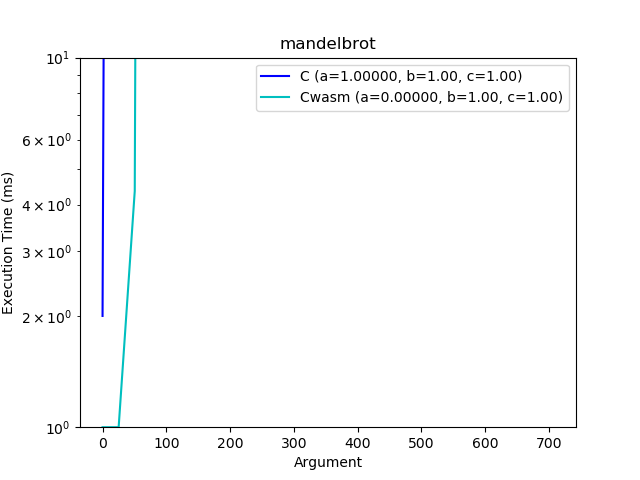 mandelbrot
10¹
6 × 10⁰
4 × 10⁰
3 × 10⁰
2 × 10⁰
10⁰
Execution Time (ms)
C (a=1.00000, b=1.00, c=1.00)
Cwasm (a=0.00000, b=1.00, c=1.00)
0 100 200 300 400 500 600 700
Argument